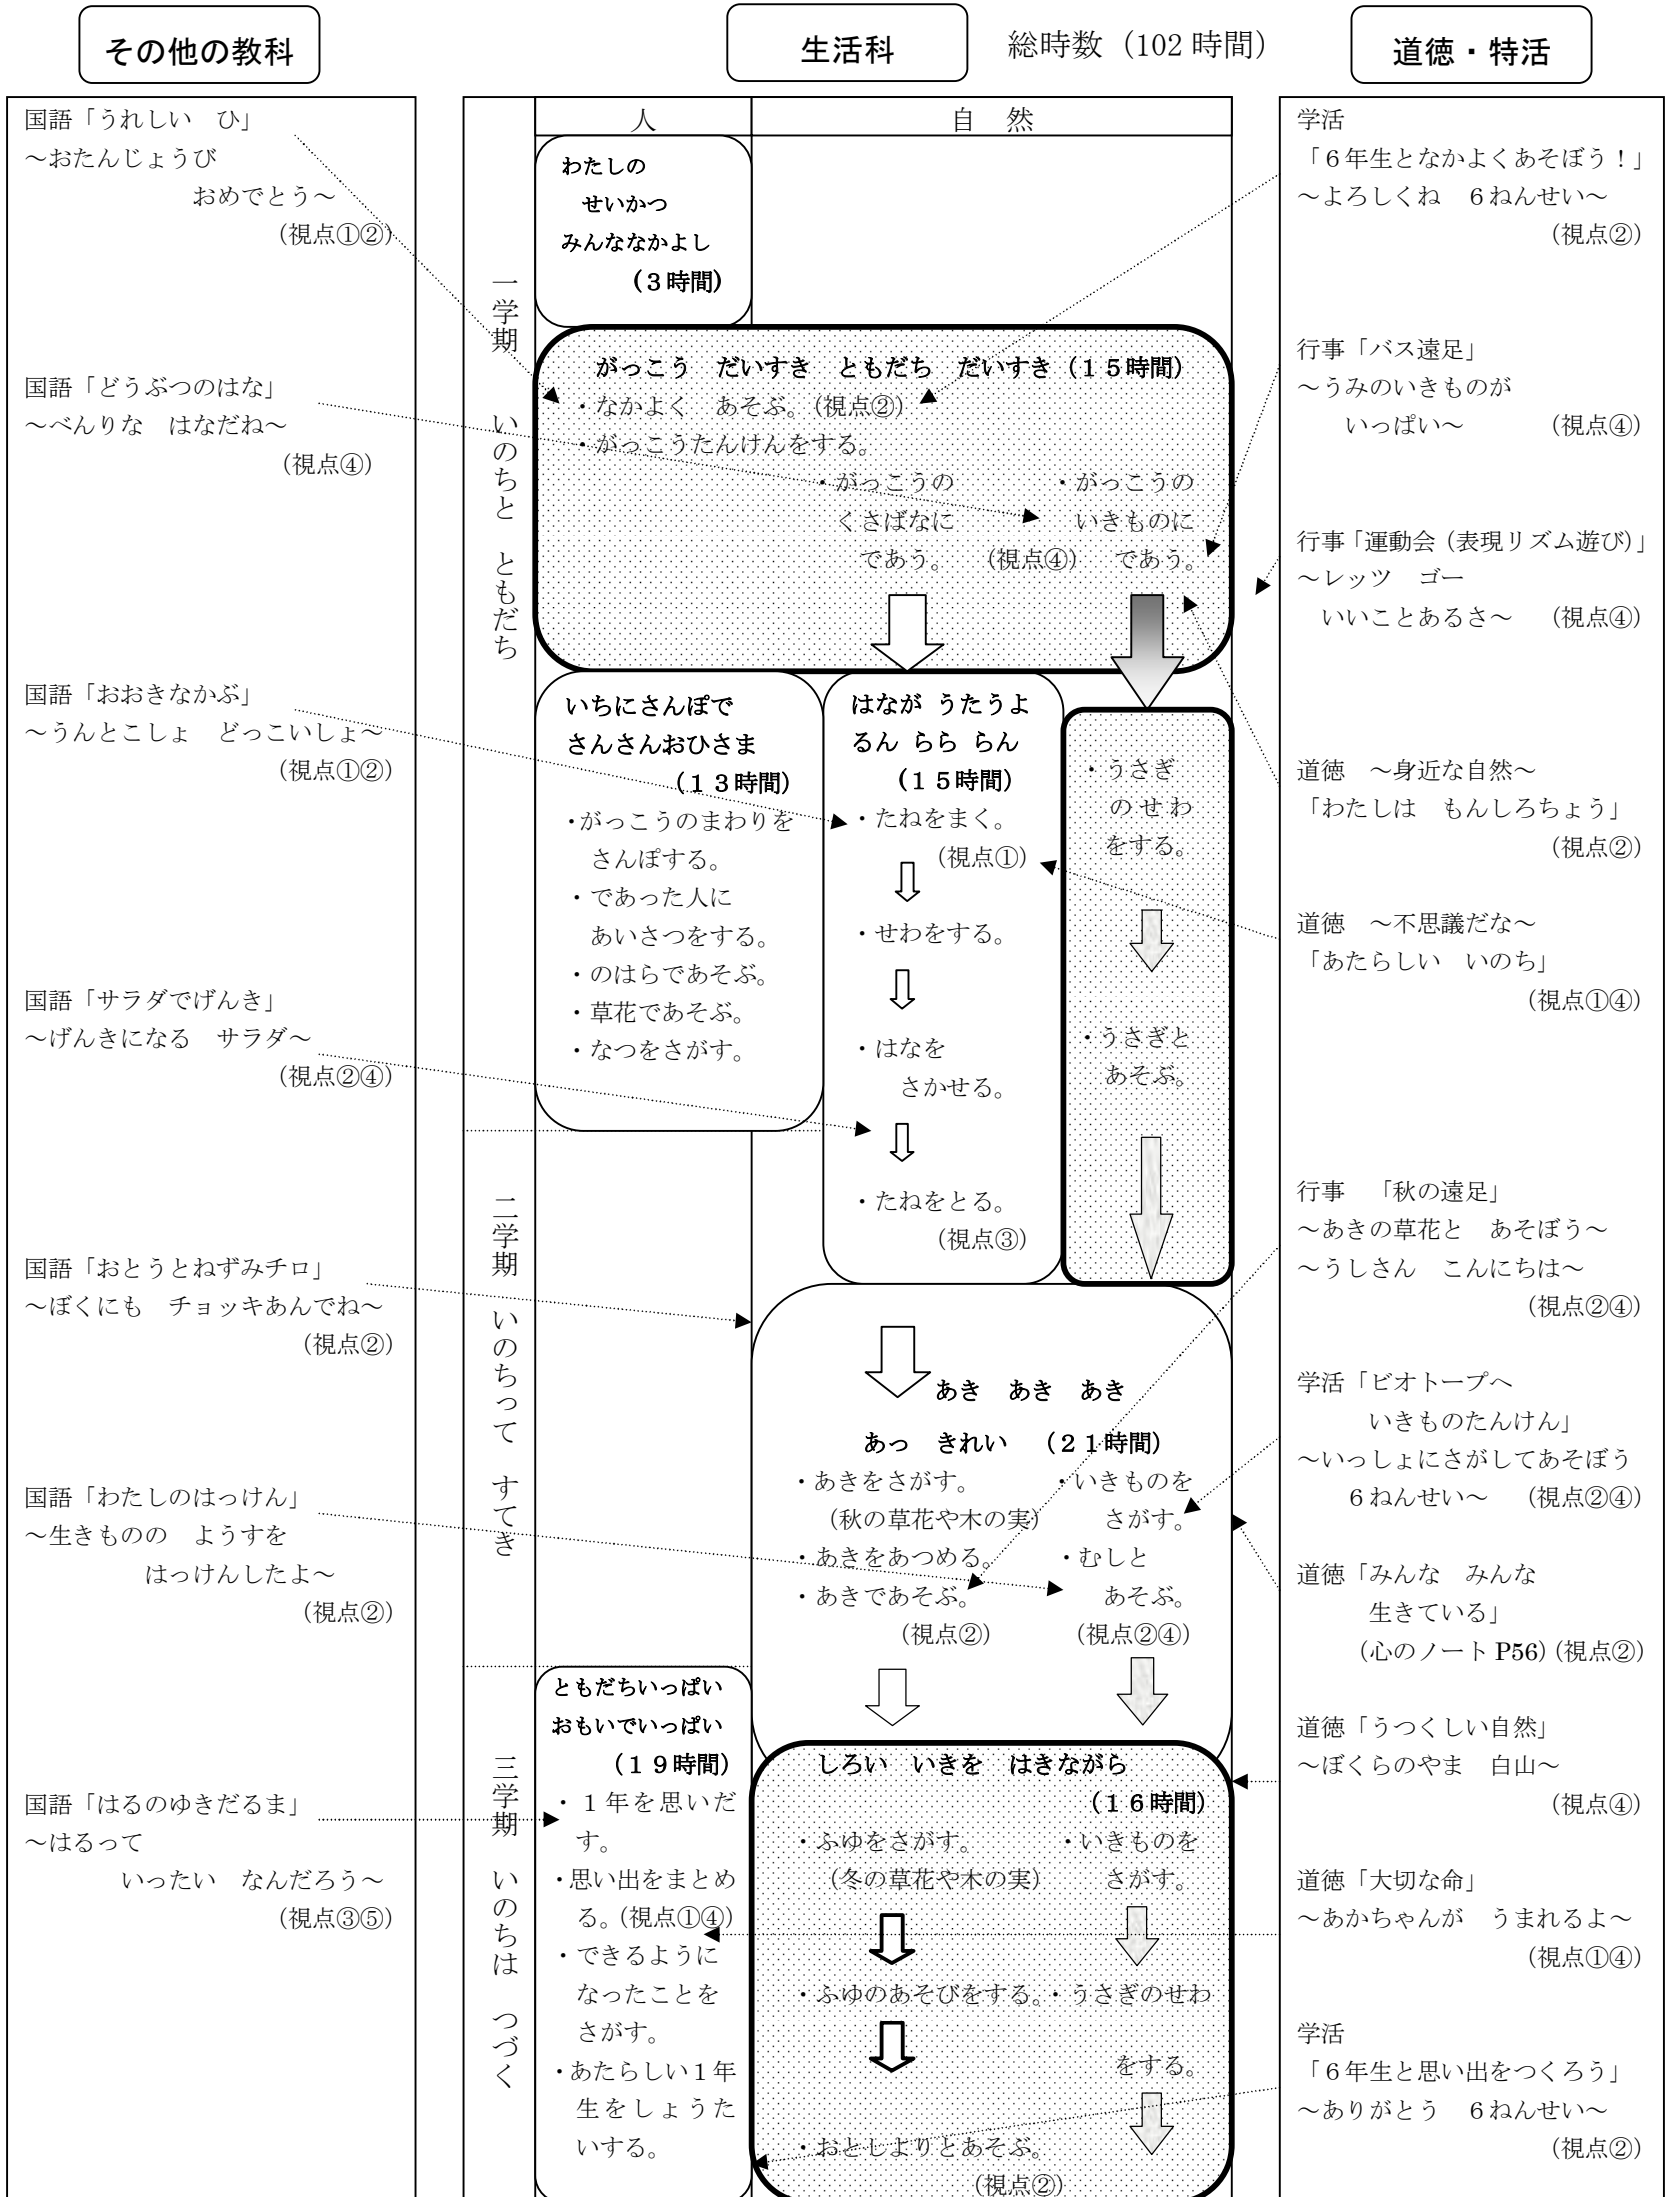 その他の教科
国語「うれしい　ひ」
～おたんじょうび
おめでとう～
（視点①②）
国語「どうぶつのはな」
～べんりな　はなだね～
（視点④）
国語「おおきなかぶ」
～うんとこしょ　どっこいしょ～
（視点①②）
国語「サラダでげんき」
～げんきになる　サラダ～
（視点②④）
国語「おとうとねずみチロ」
～ぼくにも　チョッキあんでね～
（視点②）
国語「わたしのはっけん」
～生きものの　ようすを
はっけんしたよ～
（視点②）
国語「はるのゆきだるま」
～はるって
いったい　なんだろう～
（視点③⑤）
生活科　総時数（102 時間）
人
自　然
一学期　いのちと　ともだち
二学期　いのちって　すてき
三学期　いのちは　つづく
わたしの
せいかつ
みんななかよし
（３時間）
がっこう　だいすき　ともだち　だいすき（１５時間）
・なかよく　あそぶ。（視点②）
・がっこうたんけんをする。
・がっこうの
くさばなに
であう。
・がっこうの
いきものに
（視点④）　であう。
いちにさんぽで
さんさんおひさま
（１３時間）
・がっこうのまわりを
さんぽする。
・であった人に
あいさつをする。
・のはらであそぶ。
・草花であそぶ。
・なつをさがす。
はなが うたうよ
るん らら らん
（１５時間）
・たねをまく。
（視点①）
・せわをする。
・はなを
さかせる。
・たねをとる。
（視点③）
・うさぎ
のせわ
をする。
・うさぎと
あそぶ。
あき　あき　あき
あっ　きれい　（２１時間）
・あきをさがす。
（秋の草花や木の実）
・あきをあつめる。
・あきであそぶ。
（視点②）
・いきものを
さがす。
・むしと
あそぶ。
（視点②④）
ともだちいっぱい
おもいでいっぱい
（１９時間）
・１年を思いだ
す。
・思い出をまとめ
る。（視点①④）
・できるように
なったことを
さがす。
・あたらしい１年
生をしょうた
いする。
しろい　いきを　はきながら
（１６時間）
・ふゆをさがす。
（冬の草花や木の実）
・ふゆのあそびをする。
・おとしよりとあそぶ。
（視点②）
・いきものを
さがす。
・うさぎのせわ
をする。
道徳・特活
学活
「６年生となかよくあそぼう！」
～よろしくね　６ねんせい～
（視点②）
行事「バス遠足」
～うみのいきものが
いっぱい～　（視点④）
行事「運動会（表現リズム遊び）」
～レッツ　ゴー
いいことあるさ～　（視点④）
道徳　～身近な自然～
「わたしは　もんしろちょう」
（視点②）
道徳　～不思議だな～
「あたらしい　いのち」
（視点①④）
行事　「秋の遠足」
～あきの草花と　あそぼう～
～うしさん　こんにちは～
（視点②④）
学活「ビオトープへ
いきものたんけん」
～いっしょにさがしてあそぼう
６ねんせい～　（視点②④）
道徳「みんな　みんな
生きている」
（心のノート P56）（視点②）
道徳「うつくしい自然」
～ぼくらのやま　白山～
（視点④）
道徳「大切な命」
～あかちゃんが　うまれるよ～
（視点①④）
学活
「６年生と思い出をつくろう」
～ありがとう　６ねんせい～
（視点②）